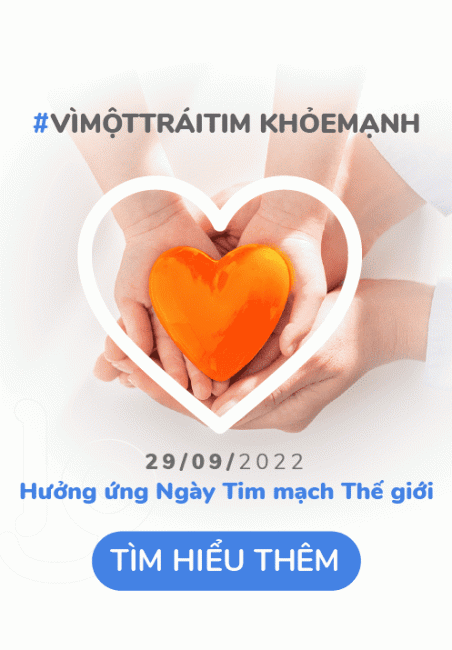 #VÌMỘTTRÁITIM KHỎEMẠNH
29/09/2022
Hưởng ứng Ngày Tim mạch Thế giới
TÌM HIỂU THÊM